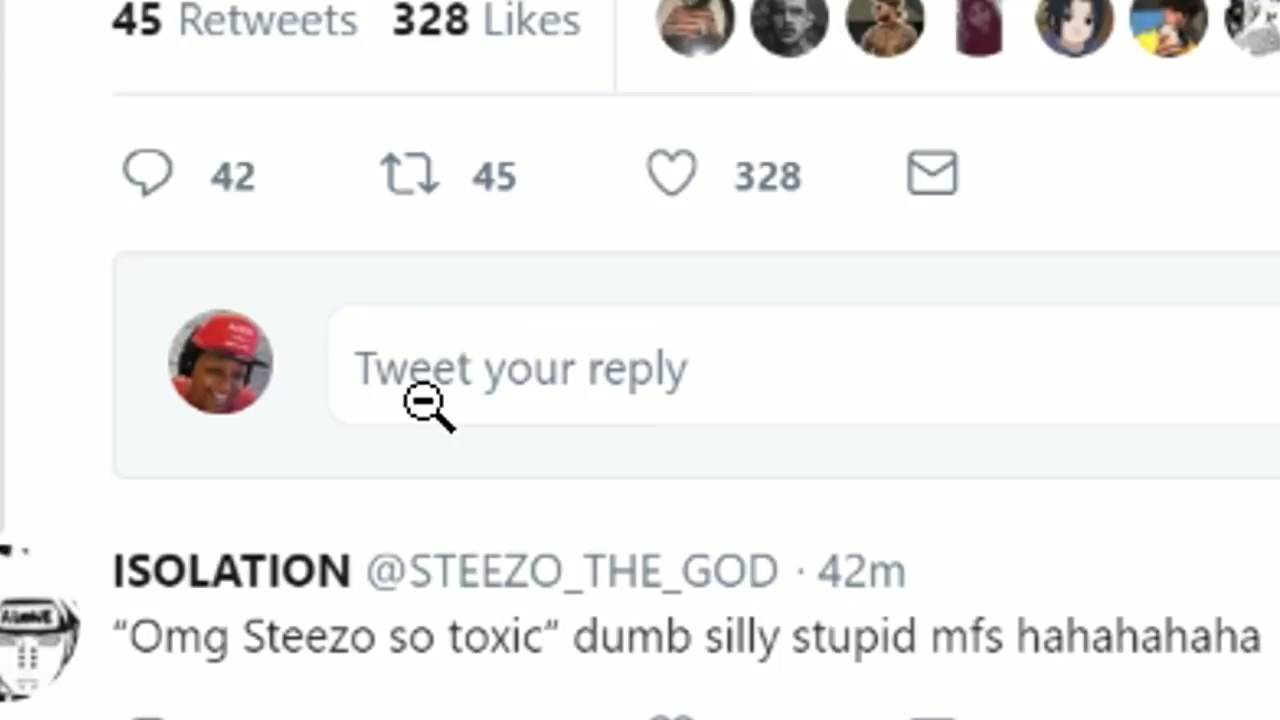 45 Retweets 328 Likes
42 45 328
Tweet your reply
ISOLATION @STEEZO_THE_GOD · 42m
“Omg Steezo so toxic” dumb silly stupid mfs hahahahaha